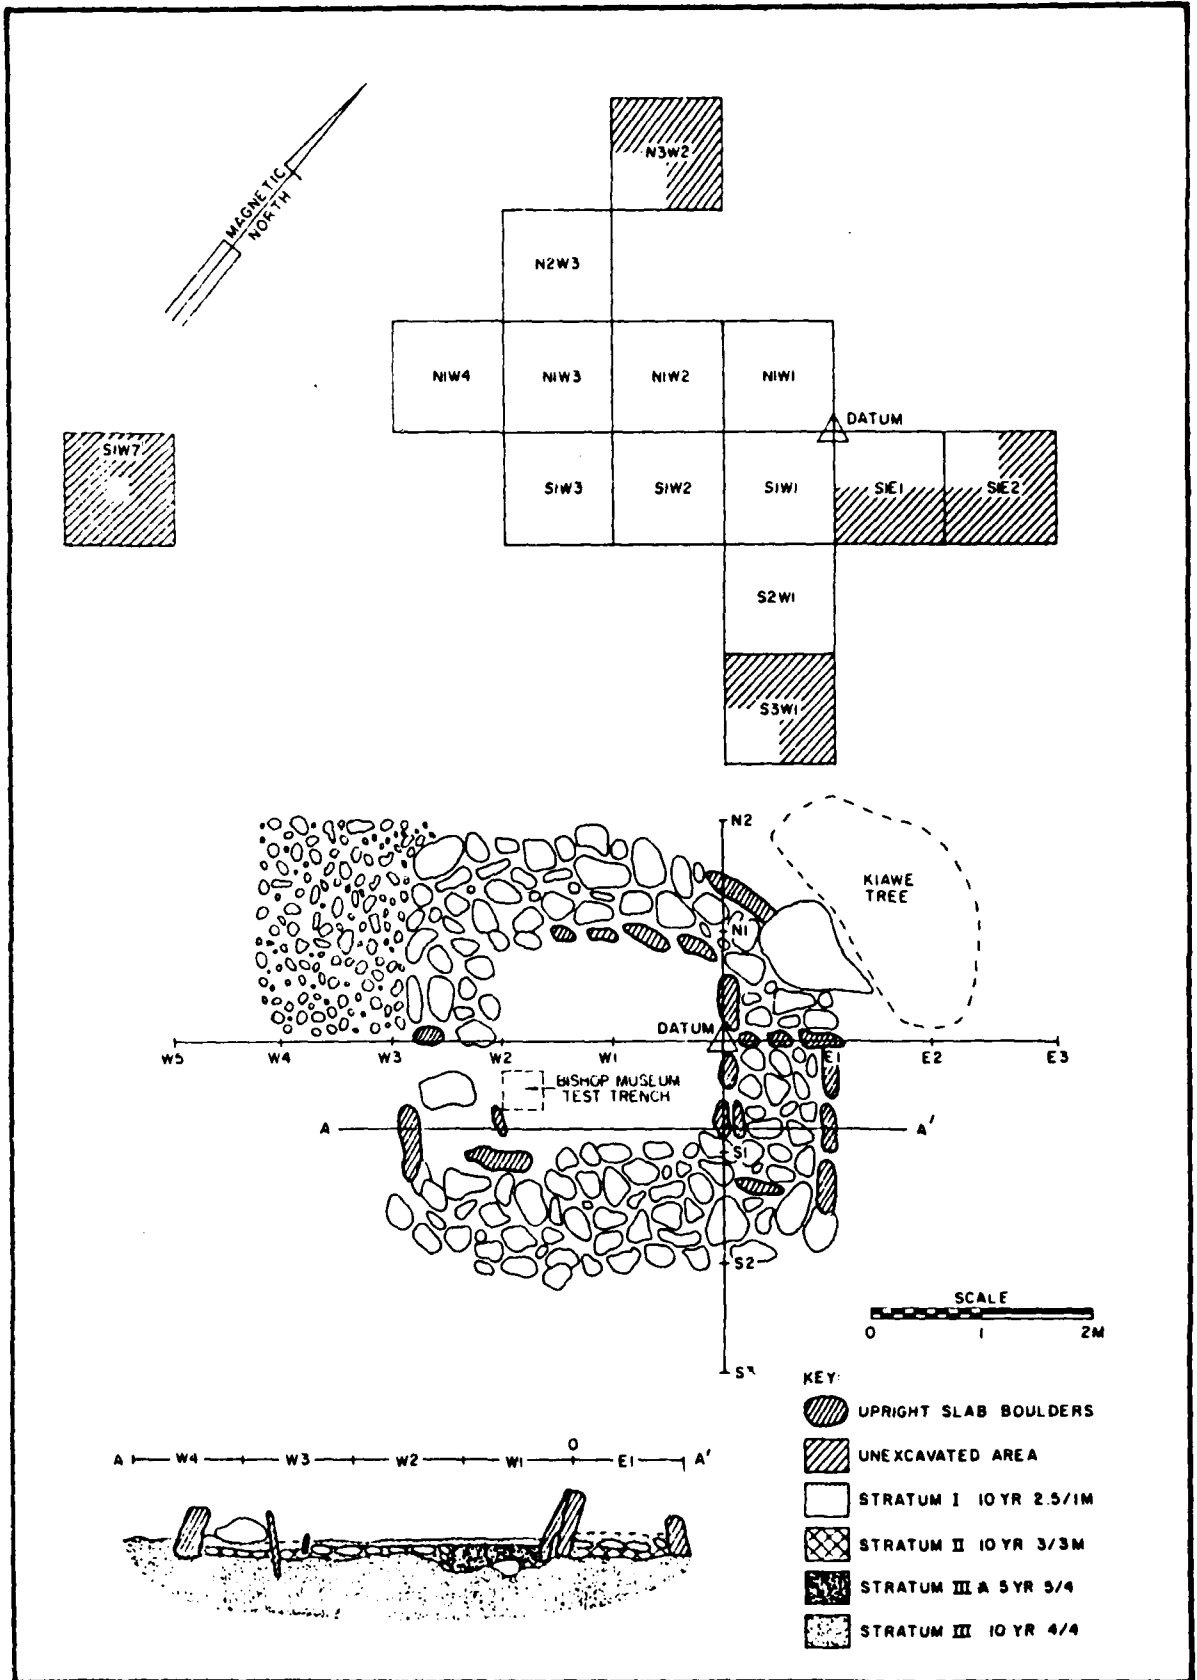 MAGNETIC
NORTH
N3W2
N2W3
N1W4 N1W3 N1W2 N1W1
DATUM
S1W7
S1W3 S1W2 S1W1 S1E1 S1E2
S2W1
S3W1
N2
KIAWE
TREE
N1
DATUM
W5 W4 W3 W2 W1 E1 E2 E3
BISHOP MUSEUM
TEST TRENCH
A A'
S1
S2
SCALE
0 1 2M
KEY:
UPRIGHT SLAB BOULDERS
UNEXCAVATED AREA
STRATUM I 10 YR 2.5/1M
STRATUM II 10 YR 3/3M
STRATUM III A 5 YR 5/4
STRATUM III 10 YR 4/4
0
A W4 W3 W2 W1 E1 A'